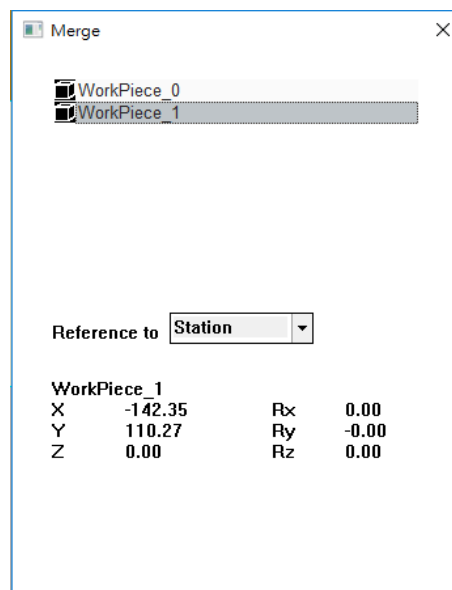 Merge
WorkPiece_0
WorkPiece_1
Reference to Station
WorkPiece_1
X -142.35 Rx 0.00
Y 110.27 Ry -0.00
Z 0.00 Rz 0.00